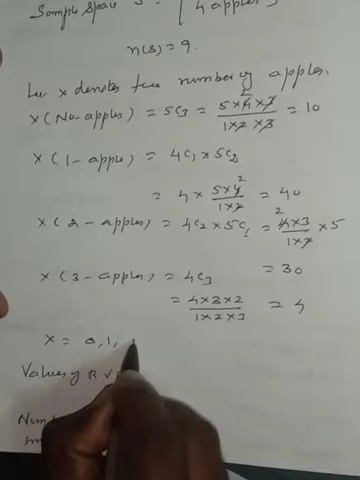 Sample space S = { 4 apples
n(s) = 9.
Let x denotes the number of apples.
x (No-apples) = 5C3 = 5×4×3 / 1×2×3 = 10
x (1-apple) = 4C1 × 5C2
= 4 × 5×4 / 1×2 = 40
x (2-apples) = 4C2 × 5C1 = 4×3 / 1×2 × 5
= 30
x (3-apples) = 4C3
= 4×3×2 / 1×2×3 = 4
x = 0, 1,
Values of R.V